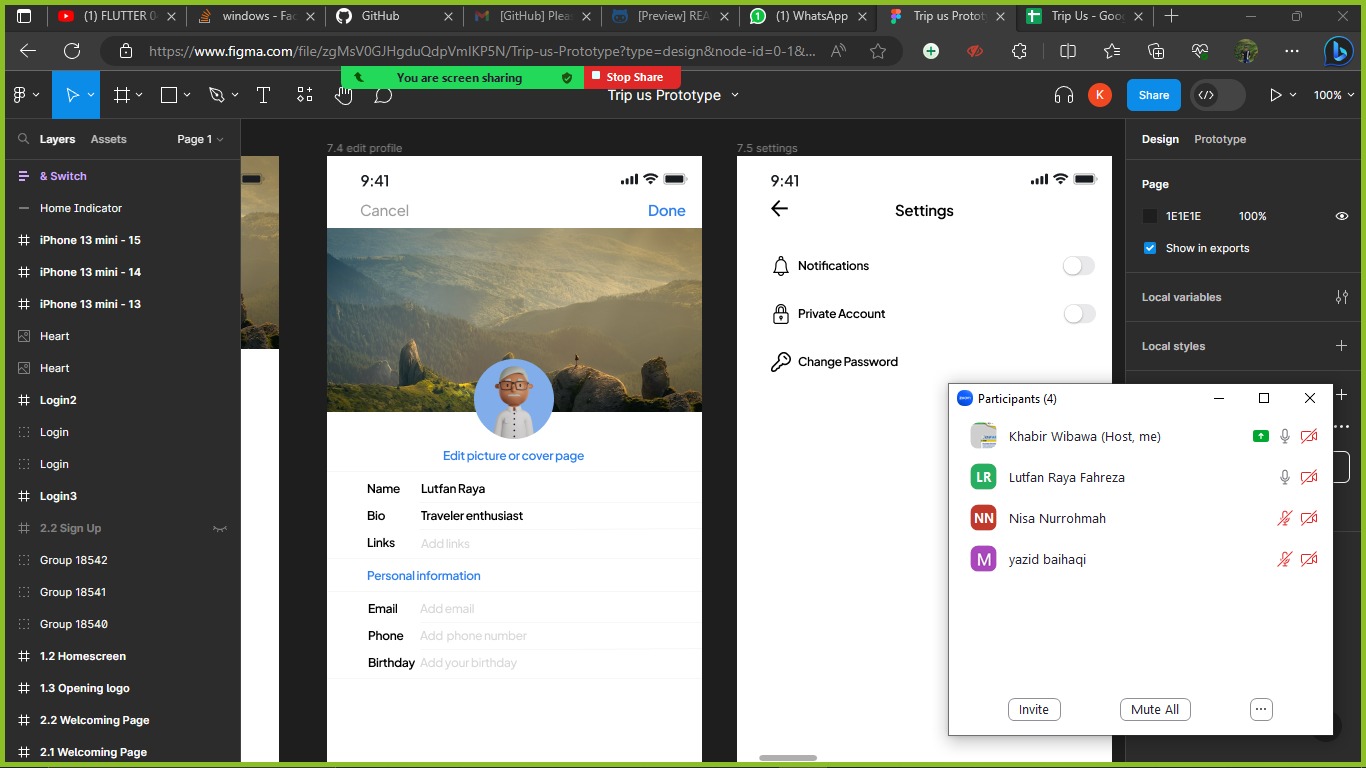 (1) FLUTTER 0
windows - Fac
GitHub
[GitHub] Plea
[Preview] REA
(1) WhatsApp
Trip us Protot
Trip Us - Goog
https://www.figma.com/file/zgMsV0GJHgduQdpVmIKP5N/Trip-us-Prototype?type=design&node-id=0-1&...
You are screen sharing
Stop Share
Trip us Prototype
K
Share
100%
Layers
Assets
Page 1
& Switch
Home Indicator
iPhone 13 mini - 15
iPhone 13 mini - 14
iPhone 13 mini - 13
Heart
Heart
Login2
Login
Login
Login3
2.2 Sign Up
Group 18542
Group 18541
Group 18540
1.2 Homescreen
1.3 Opening logo
2.2 Welcoming Page
2.1 Welcoming Page
7.4 edit profile
9:41
Cancel
Done
Edit picture or cover page
Name
Lutfan Raya
Bio
Traveler enthusiast
Links
Add links
Personal information
Email
Add email
Phone
Add phone number
Birthday
Add your birthday
7.5 settings
9:41
Settings
Notifications
Private Account
Change Password
Design
Prototype
Page
1E1E1E
100%
Show in exports
Local variables
Local styles
Participants (4)
Khabir Wibawa (Host, me)
LR
Lutfan Raya Fahreza
NN
Nisa Nurrohmah
M
yazid baihaqi
Invite
Mute All
...